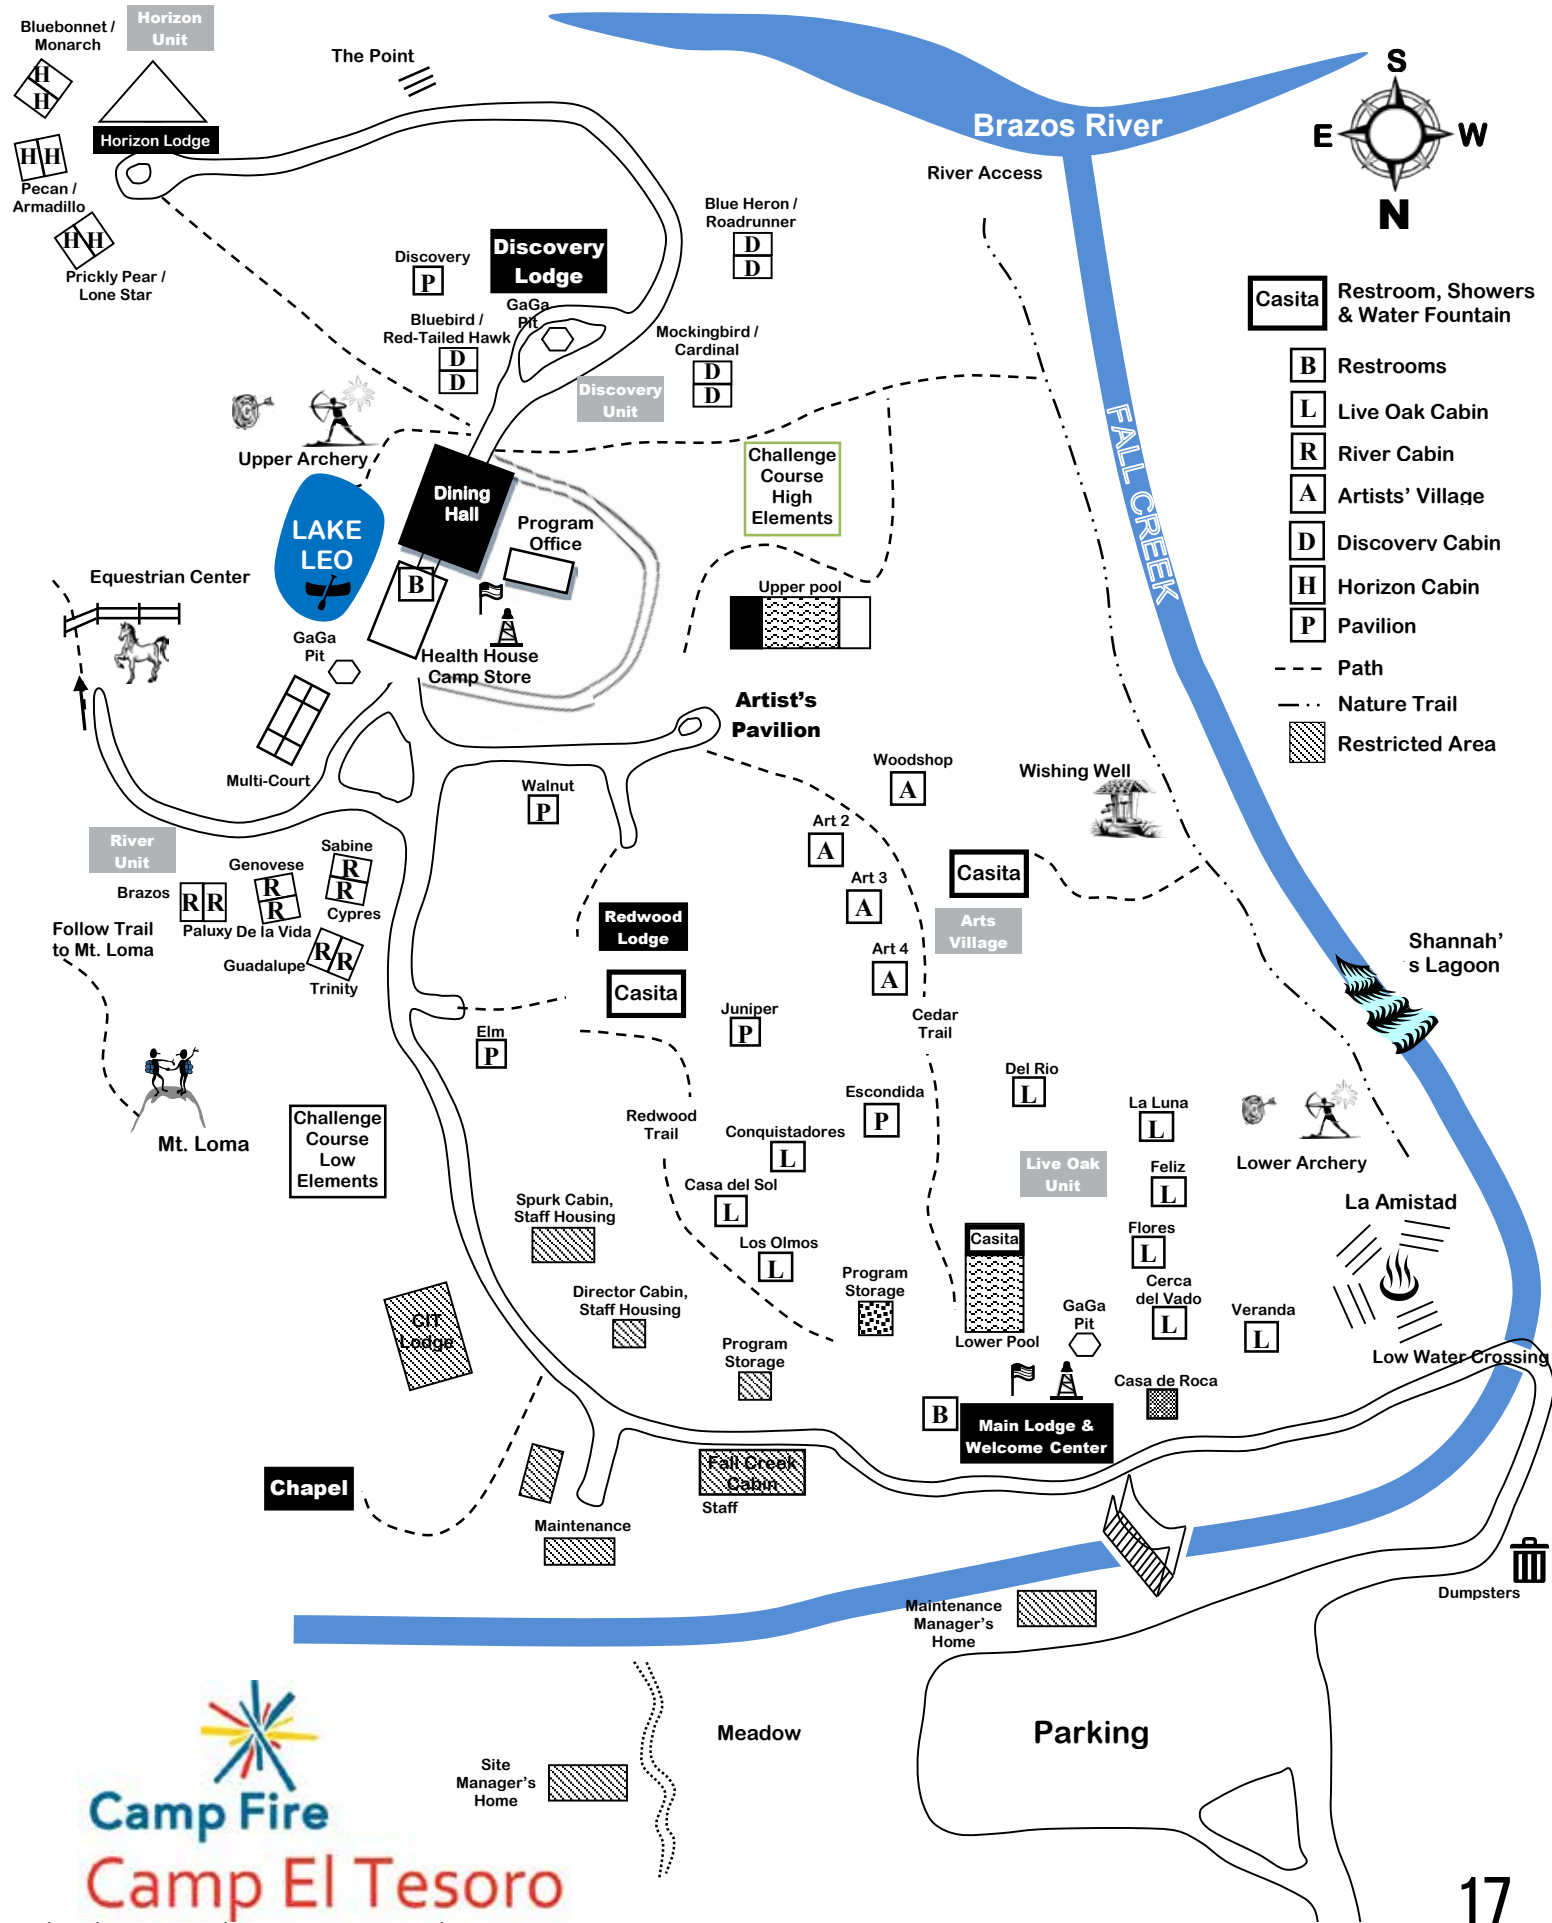 Bluebonnet /
Monarch
Horizon
Unit
H
H
Horizon Lodge
H H
Pecan /
Armadillo
H H
Prickly Pear /
Lone Star
The Point
Brazos River
River Access
S
E
W
N
Discovery
P
Discovery
Lodge
GaGa
Pit
Blue Heron /
Roadrunner
D
D
Bluebird /
Red-Tailed Hawk
D
D
Mockingbird /
Cardinal
D
D
Discovery
Unit
Casita
Restroom, Showers
& Water Fountain
B Restrooms
L Live Oak Cabin
R River Cabin
A Artists' Village
D Discovery Cabin
H Horizon Cabin
P Pavilion
Path
Nature Trail
Restricted Area
Upper Archery
Dining
Hall
Challenge
Course
High
Elements
FALL CREEK
LAKE
LEO
Program
Office
B
Equestrian Center
GaGa
Pit
Health House
Camp Store
Upper pool
Multi-Court
Artist's
Pavilion
Walnut
P
Woodshop
A
Wishing Well
Art 2
A
Art 3
A
Art 4
A
Casita
Arts
Village
Cedar
Trail
River
Unit
Sabine
R
R
Cypres
Genovese
R
R
De la Vida
Brazos
R R
Paluxy
Guadalupe
R R
Trinity
Follow Trail
to Mt. Loma
Mt. Loma
Redwood
Lodge
Casita
Juniper
P
Elm
P
Shannah'
s Lagoon
Del Rio
L
La Luna
L
Lower Archery
Escondida
P
Redwood
Trail
Conquistadores
L
Live Oak
Unit
Feliz
L
Challenge
Course
Low
Elements
Casa del Sol
L
La Amistad
Spurk Cabin,
Staff Housing
Los Olmos
L
Casita
Lower Pool
Flores
L
Cerca
del Vado
L
Veranda
L
Program
Storage
Director Cabin,
Staff Housing
GaGa
Pit
CIT
Lodge
Program
Storage
Low Water Crossing
Casa de Roca
B
Main Lodge &
Welcome Center
Fall Creek
Cabin
Staff
Chapel
Maintenance
Dumpsters
Maintenance
Manager's
Home
Meadow
Parking
Site
Manager's
Home
Camp Fire
Camp El Tesoro
17